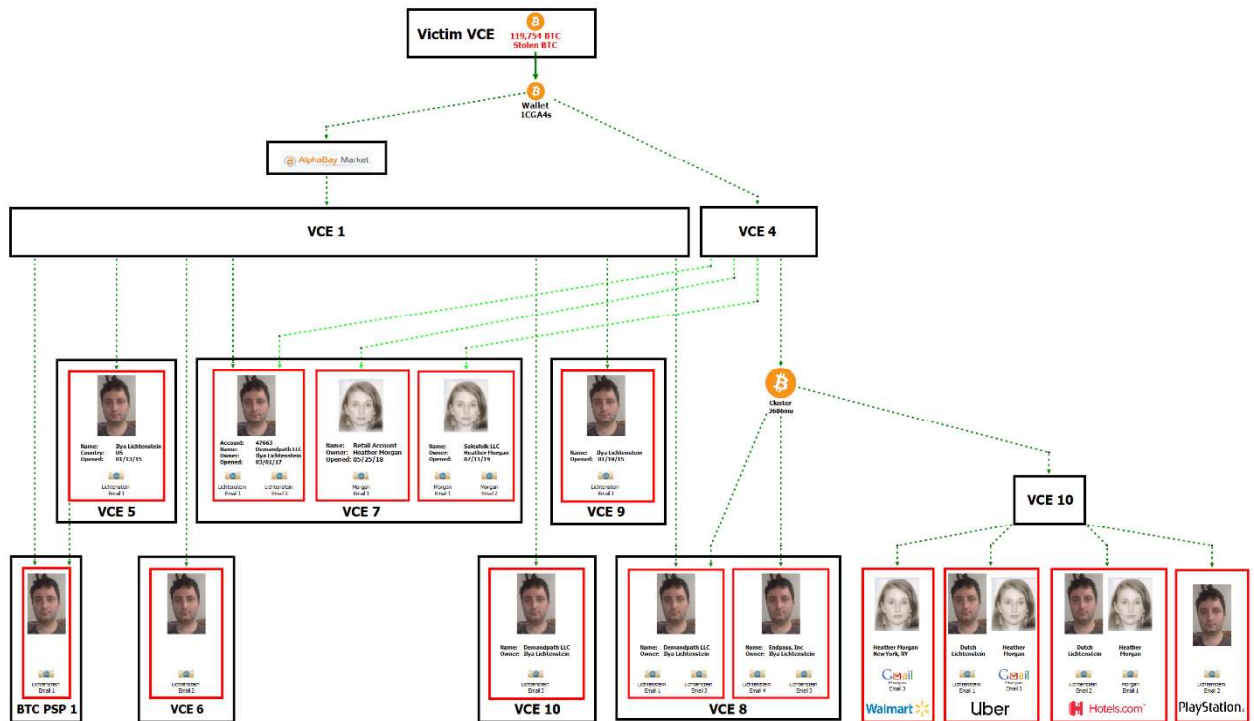 Victim VCE
119,754 BTC
Stolen BTC
Wallet
1CGA4s
AlphaBay Market
VCE 1
VCE 4
Cluster
36B6mu
Name: Ilya Lichtenstein
Country: US
Opened: 01/13/15
Lichtenstein
Email 1
VCE 5
Account: 47663
Name: Demandpath LLC
Owner: Ilya Lichtenstein
Opened:
Lichtenstein
Email 1
Lichtenstein
Email 3
Name: Retail Account
Owner: Heather Morgan
Opened: 05/25/18
Morgan
Email 1
Name: Salesfolk LLC
Owner: Heather Morgan
Opened: 07/11/19
Morgan
Email 1
Morgan
Email 2
VCE 7
Name: Ilya Lichtenstein
Opened: 01/18/15
Lichtenstein
Email 1
VCE 9
VCE 10
Lichtenstein
Email 1
BTC PSP 1
Lichtenstein
Email 2
VCE 6
Name: Demandpath LLC
Owner: Ilya Lichtenstein
Lichtenstein
Email 3
VCE 10
Name: Demandpath LLC
Owner: Ilya Lichtenstein
Lichtenstein
Email 1
Lichtenstein
Email 3
Name: Endpass, Inc
Owner: Ilya Lichtenstein
Lichtenstein
Email 4
Lichtenstein
Email 3
VCE 8
Heather Morgan
New York, NY
Gmail
Morgan
Email 3
Walmart
Dutch
Lichtenstein
Heather
Morgan
Lichtenstein
Email 1
Gmail
Morgan
Email 3
Uber
Dutch
Lichtenstein
Heather
Morgan
Lichtenstein
Email 2
Morgan
Email 1
Hotels.com
Lichtenstein
Email 2
PlayStation